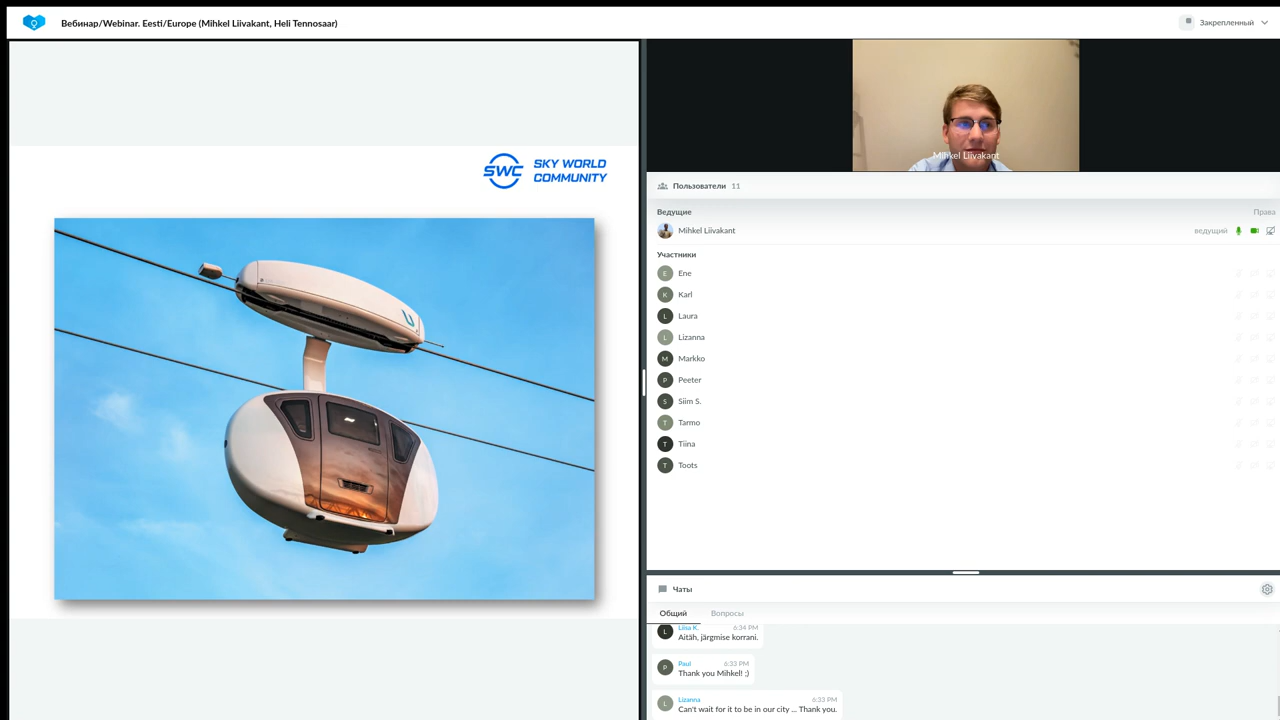 Вебинар/Webinar. Eesti/Europe (Mihkel Liivakant, Heli Tennosaar)
Закрепленный
SWC
SKY WORLD
COMMUNITY
Mihkel Liivakant
Пользователи 11
Ведущие
Права
Mihkel Liivakant
ведущий
Участники
E Ene
K Karl
L Laura
L Lizanna
M Markko
P Peeter
S Siim S.
T Tarmo
T Tiina
T Toots
Чаты
Общий
Вопросы
L Liisa K. 6:34 PM
Aitäh, järgmise korrani.
P Paul 6:33 PM
Thank you Mihkel! ;)
L Lizanna 6:33 PM
Can't wait for it to be in our city ... Thank you.